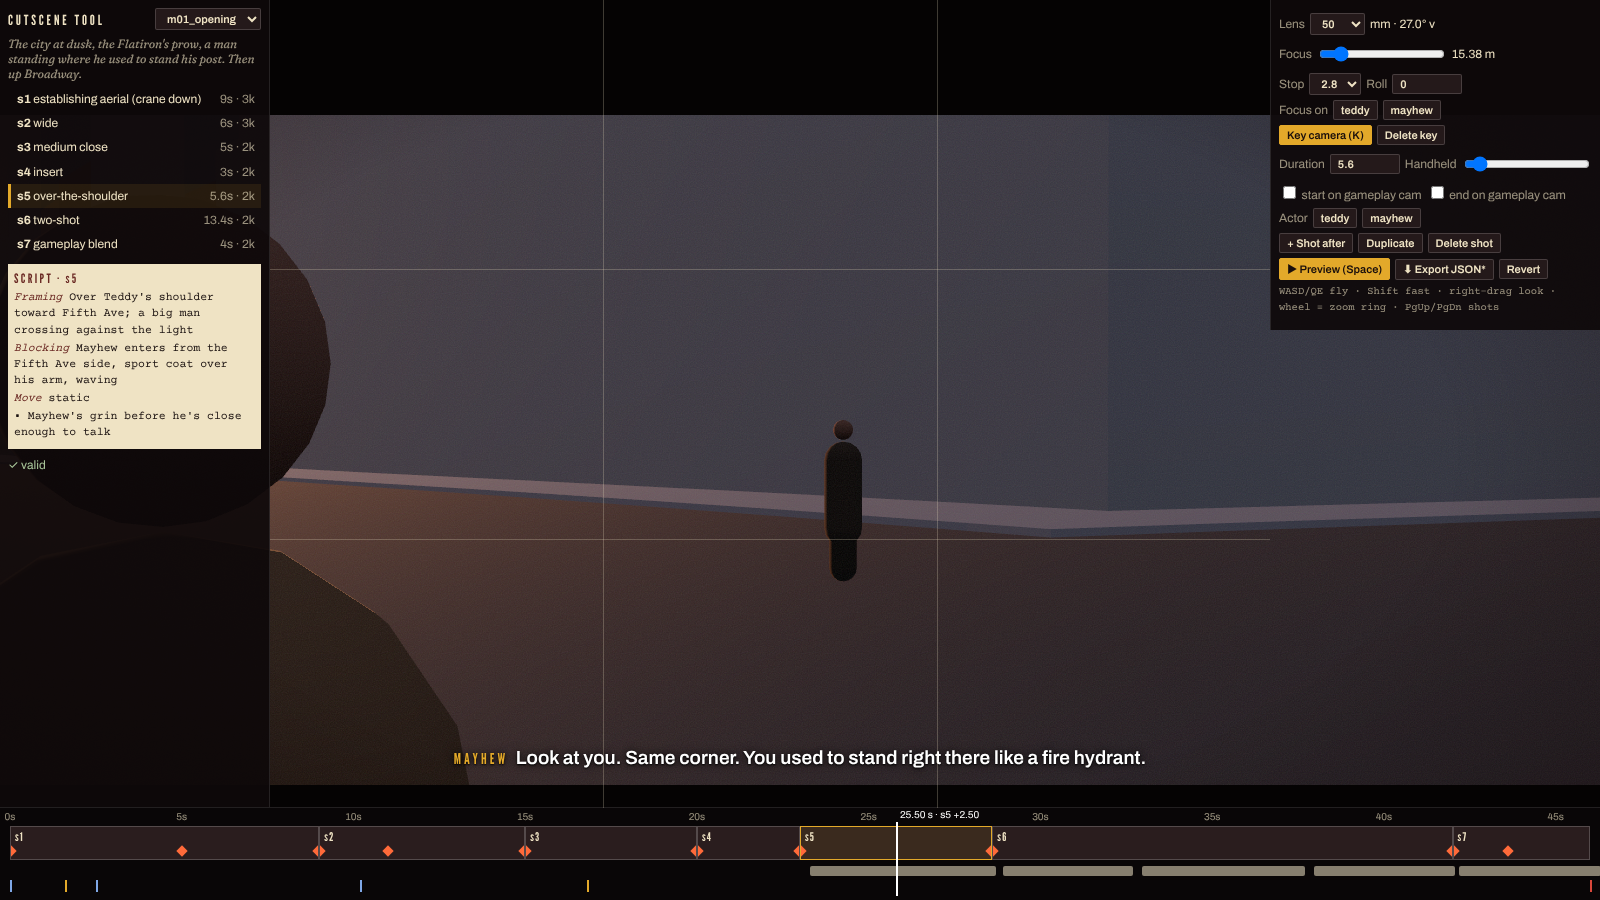 CUTSCENE TOOL
m01_opening
The city at dusk, the Flatiron's prow, a man
standing where he used to stand his post. Then
up Broadway.
s1 establishing aerial (crane down) 9s · 3k
s2 wide 6s · 3k
s3 medium close 5s · 2k
s4 insert 3s · 2k
s5 over-the-shoulder 5.6s · 2k
s6 two-shot 13.4s · 2k
s7 gameplay blend 4s · 2k
SCRIPT · s5
Framing Over Teddy's shoulder
toward Fifth Ave; a big man
crossing against the light
Blocking Mayhew enters from the
Fifth Ave side, sport coat over
his arm, waving
Move static
• Mayhew's grin before he's close
enough to talk
✓ valid
Lens 50 mm · 27.0° v
Focus 15.38 m
Stop 2.8 Roll 0
Focus on teddy mayhew
Key camera (K) Delete key
Duration 5.6 Handheld
start on gameplay cam end on gameplay cam
Actor teddy mayhew
+ Shot after Duplicate Delete shot
▶ Preview (Space) ⬇ Export JSON* Revert
WASD/QE fly · Shift fast · right-drag look ·
wheel = zoom ring · PgUp/PgDn shots
MAYHEW Look at you. Same corner. You used to stand right there like a fire hydrant.
0s 5s 10s 15s 20s 25s 25.50 s · s5 +2.50 30s 35s 40s 45s
s1 s2 s3 s4 s5 s6 s7